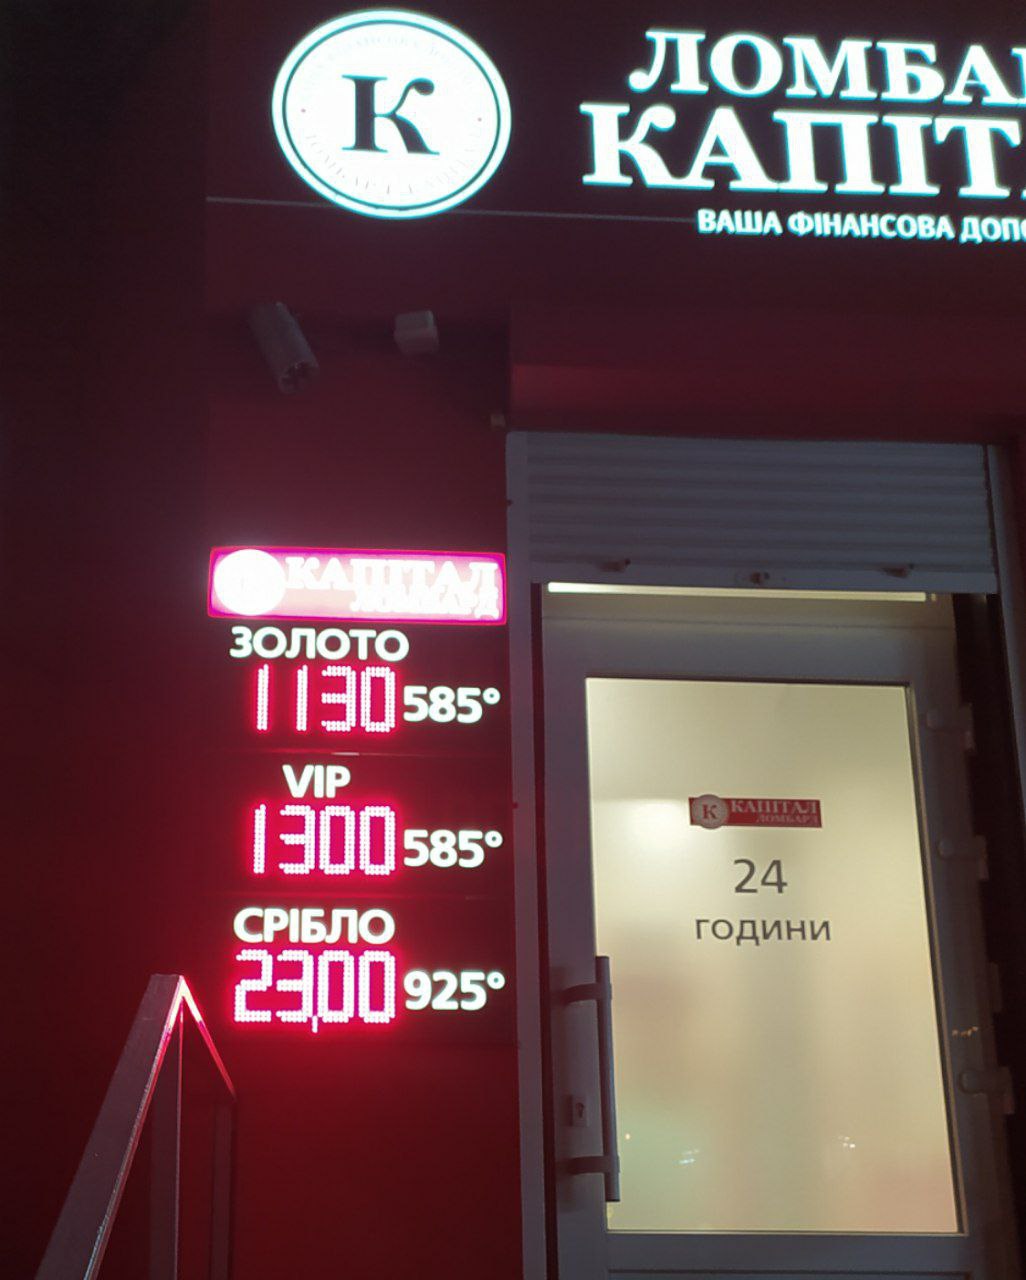 К
ЛОМБА
КАПІТ
ВАША ФІНАНСОВА ДОП
КАПІТАЛ
ЛОМБАРД
ЗОЛОТО
1130 585°
VIP
1300 585°
СРІБЛО
23,00 925°
К КАПІТАЛ
ЛОМБАРД
24
ГОДИНИ